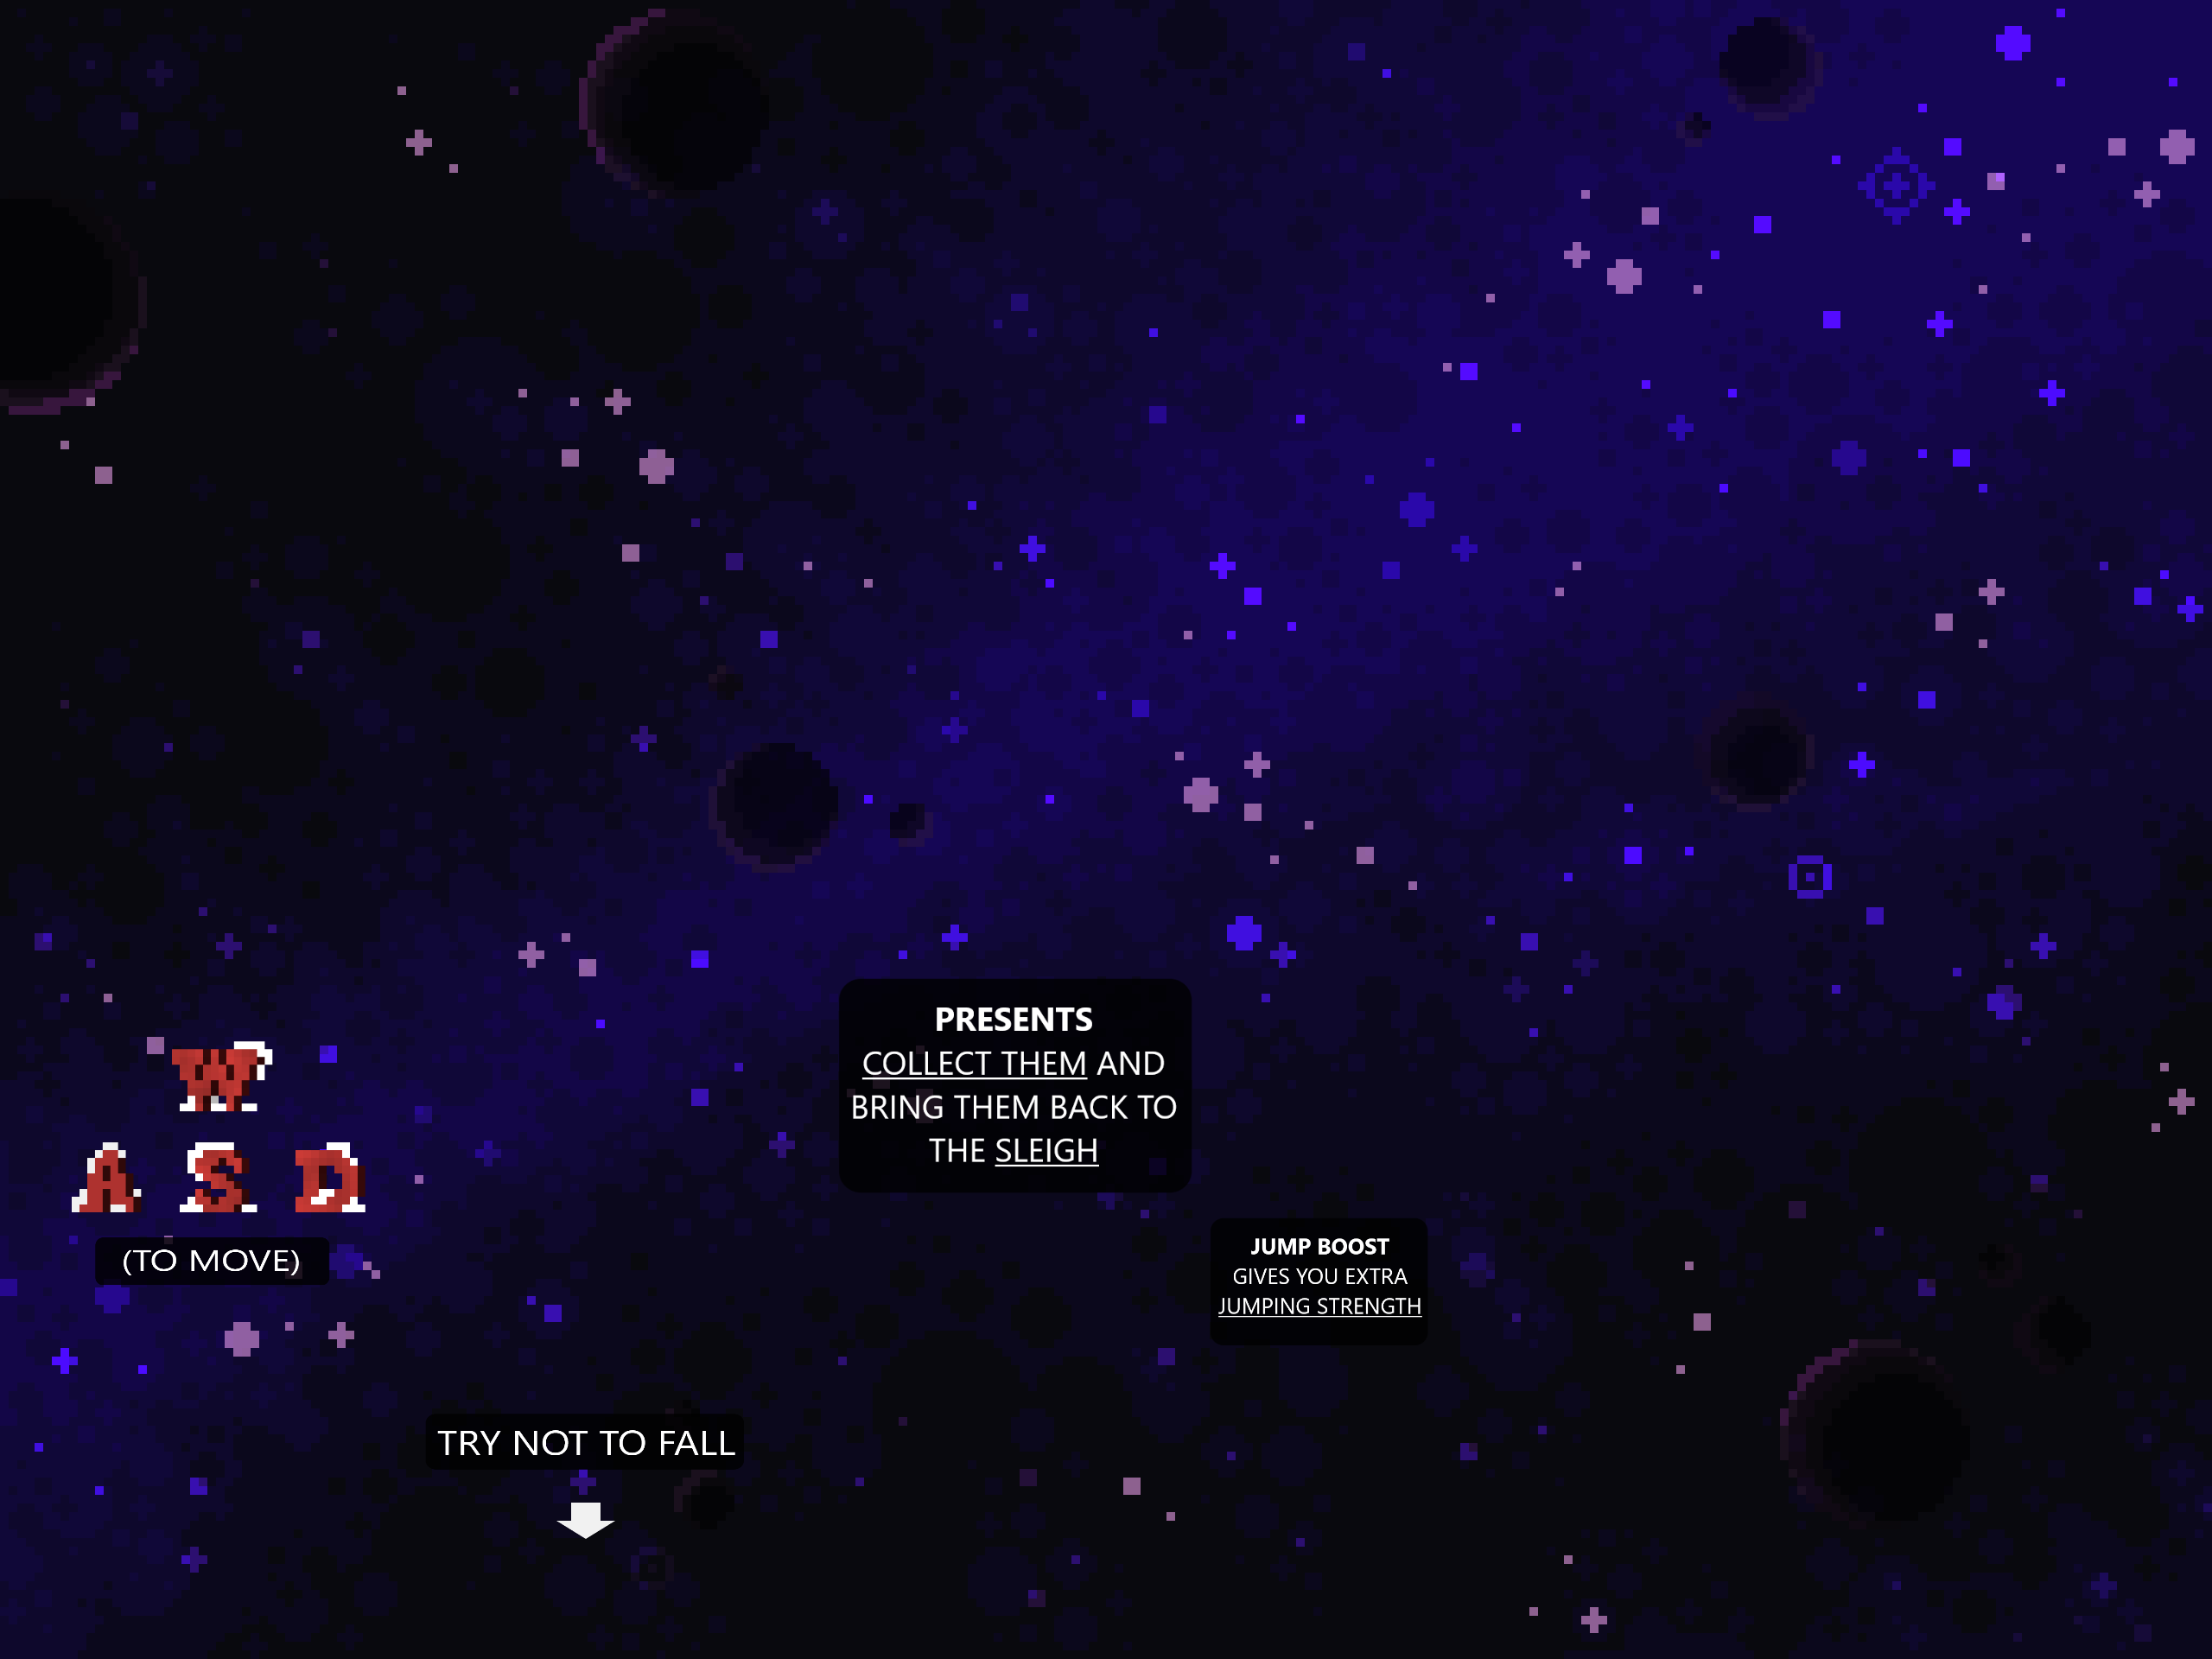 PRESENTS
COLLECT THEM AND
BRING THEM BACK TO
THE SLEIGH
W
A S D
(TO MOVE)
JUMP BOOST
GIVES YOU EXTRA
JUMPING STRENGTH
TRY NOT TO FALL